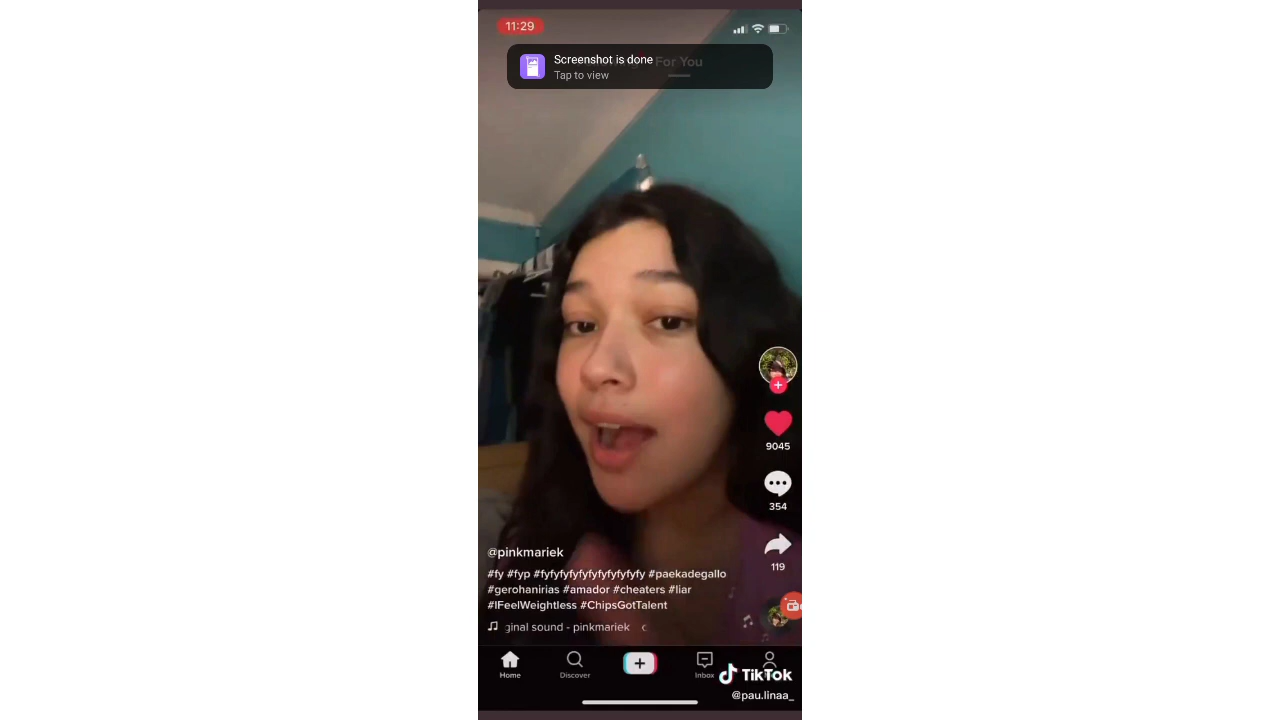 11:29
Screenshot is done
For You
Tap to view
9045
354
119
@pinkmariek
#fy #fyp #fyfyfyfyfyfyfyfyfyfyfy #paekadegallo
#gerohanirias #amador #cheaters #liar
#IFeelWeightless #ChipsGotTalent
ginal sound - pinkmariek
Home
Discover
Inbox
TikTok
@pau.linaa_